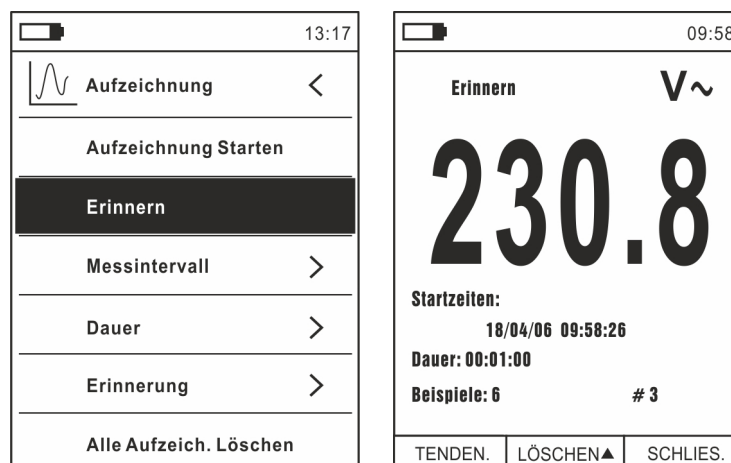 13:17
Aufzeichnung
Aufzeichnung Starten
Erinnern
Messintervall
Dauer
Erinnerung
Alle Aufzeich. Löschen
09:58
Erinnern V~
230.8
Startzeiten:
18/04/06 09:58:26
Dauer: 00:01:00
Beispiele: 6 # 3
TENDEN. LÖSCHEN▲ SCHLIES.